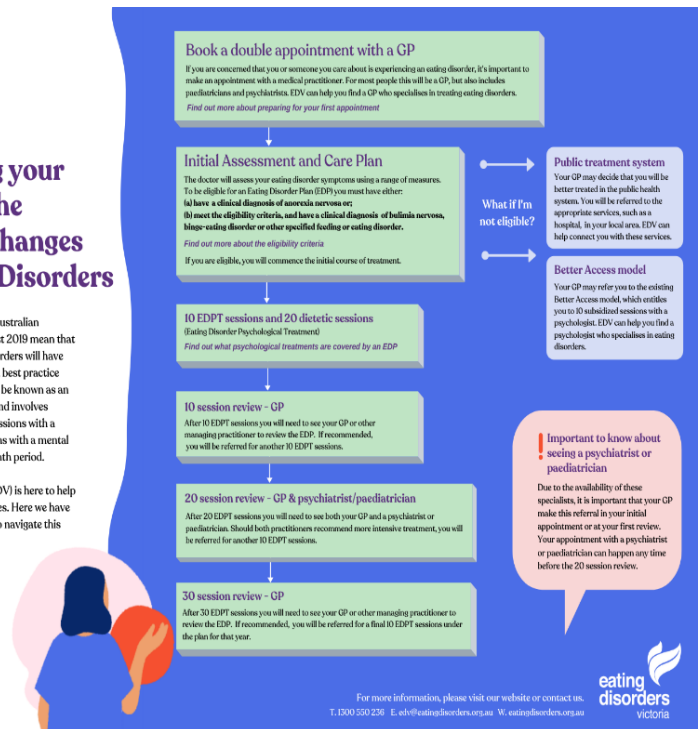 g your
he
hanges
Disorders
ustralian
t 2019 mean that
rders will have
best practice
be known as an
nd involves
ssions with a
as with a mental
nth period.
DV) is here to help
es. Here we have
o navigate this
Book a double appointment with a GP
If you are concerned that you or someone you care about is experiencing an eating disorder, it's important to
make an appointment with a medical practitioner. For most people this will be a GP, but also includes
paediatricians and psychiatrists. EDV can help you find a GP who specialises in treating eating disorders.
Find out more about preparing for your first appointment
Initial Assessment and Care Plan
The doctor will assess your eating disorder symptoms using a range of measures.
To be eligible for an Eating Disorder Plan (EDP) you must have either:
(a) have a clinical diagnosis of anorexia nervosa or;
(b) meet the eligibility criteria, and have a clinical diagnosis of bulimia nervosa,
binge-eating disorder or other specified feeding or eating disorder.
Find out more about the eligibility criteria
If you are eligible, you will commence the initial course of treatment.
What if I'm
not eligible?
Public treatment system
Your GP may decide that you will be
better treated in the public health
system. You will be referred to the
appropriate services, such as a
hospital, in your local area. EDV can
help connect you with these services.
Better Access model
Your GP may refer you to the existing
Better Access model, which entitles
you to 10 subsidized sessions with a
psychologist. EDV can help you find a
psychologist who specialises in eating
disorders.
10 EDPT sessions and 20 dietetic sessions
(Eating Disorder Psychological Treatment)
Find out what psychological treatments are covered by an EDP
10 session review - GP
After 10 EDPT sessions you will need to see your GP or other
managing practitioner to review the EDP. If recommended,
you will be referred for another 10 EDPT sessions.
20 session review - GP & psychiatrist/paediatrician
After 20 EDPT sessions you will need to see both your GP and a psychiatrist or
paediatrician. Should both practitioners recommend more intensive treatment, you will
be referred for another 10 EDPT sessions.
30 session review - GP
After 30 EDPT sessions you will need to see your GP or other managing practitioner to
review the EDP. If recommended, you will be referred for a final 10 EDPT sessions under
the plan for that year.
! Important to know about
seeing a psychiatrist or
paediatrician
Due to the availability of these
specialists, it is important that your GP
make this referral in your initial
appointment or at your first review.
Your appointment with a psychiatrist
or paediatrician can happen any time
before the 20 session review.
For more information, please visit our website or contact us.
T. 1300 550 236 E. edv@eatingdisorders.org.au W. eatingdisorders.org.au
eating
disorders
victoria